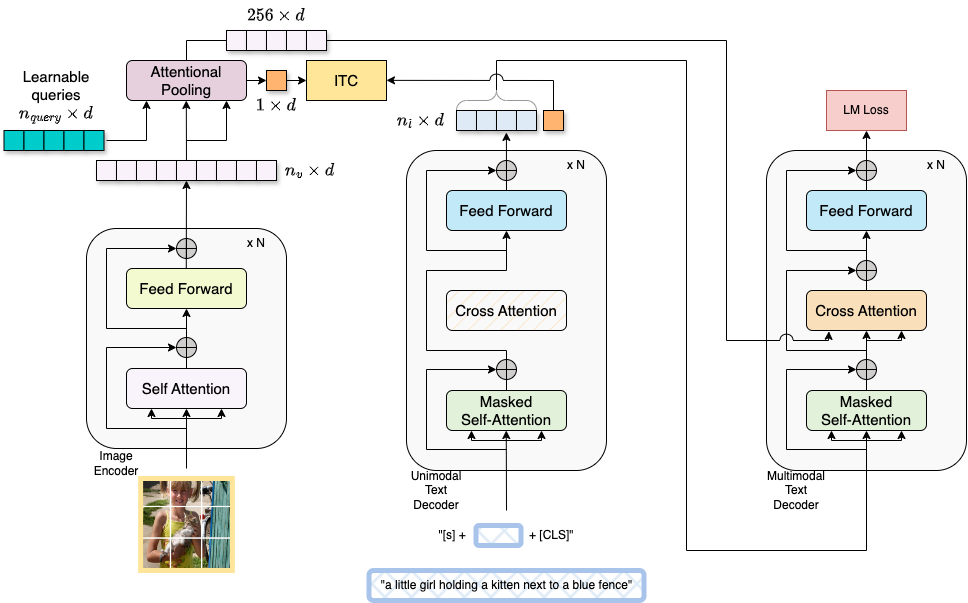 256 × d
Learnable
queries
n_query × d
Attentional
Pooling
1 × d
ITC
n_i × d
LM Loss
n_v × d
x N
Feed Forward
Self Attention
Image
Encoder
x N
Feed Forward
Cross Attention
Masked
Self-Attention
Unimodal
Text
Decoder
"[s] + + [CLS]"
"a little girl holding a kitten next to a blue fence"
x N
Feed Forward
Cross Attention
Masked
Self-Attention
Multimodal
Text
Decoder